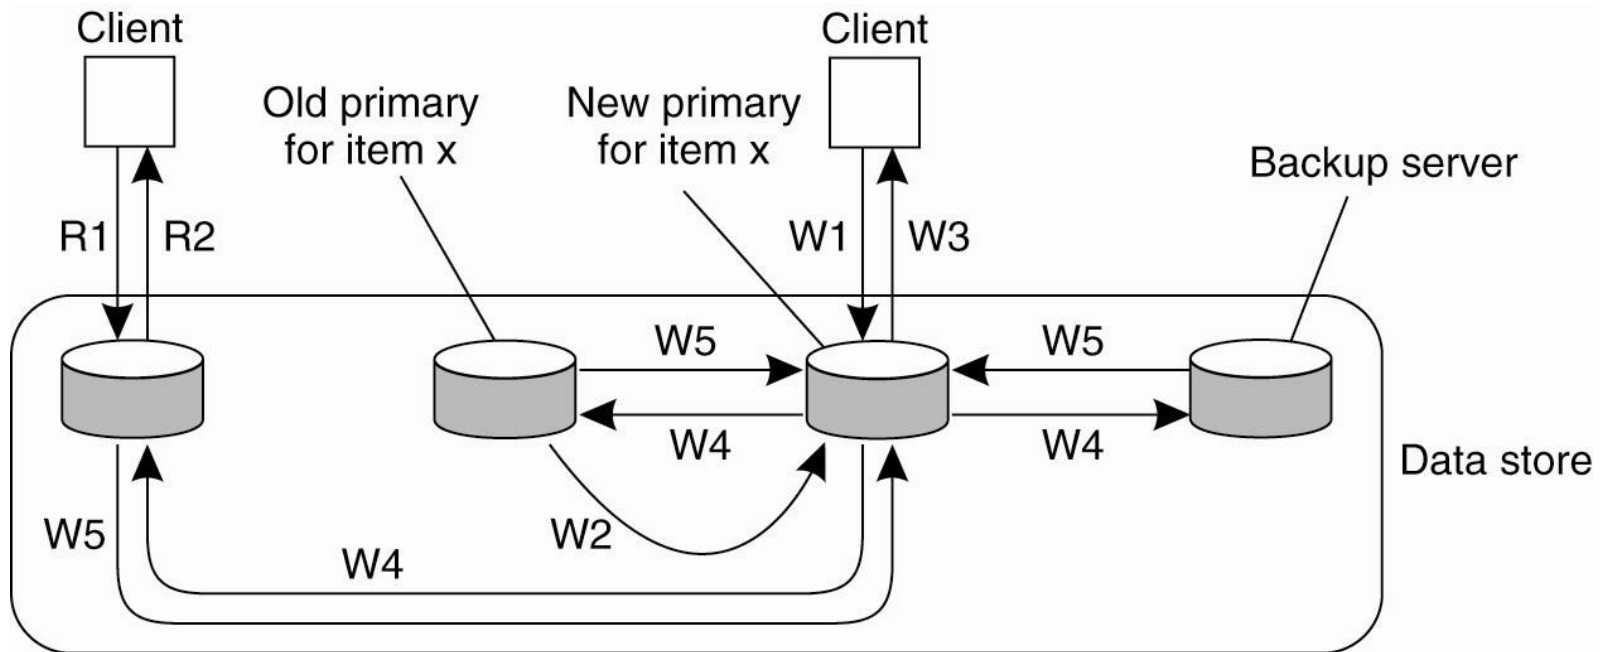 Client
Client
Old primary
for item x
New primary
for item x
Backup server
R1
R2
W1
W3
W5
W5
W4
W4
Data store
W5
W2
W4